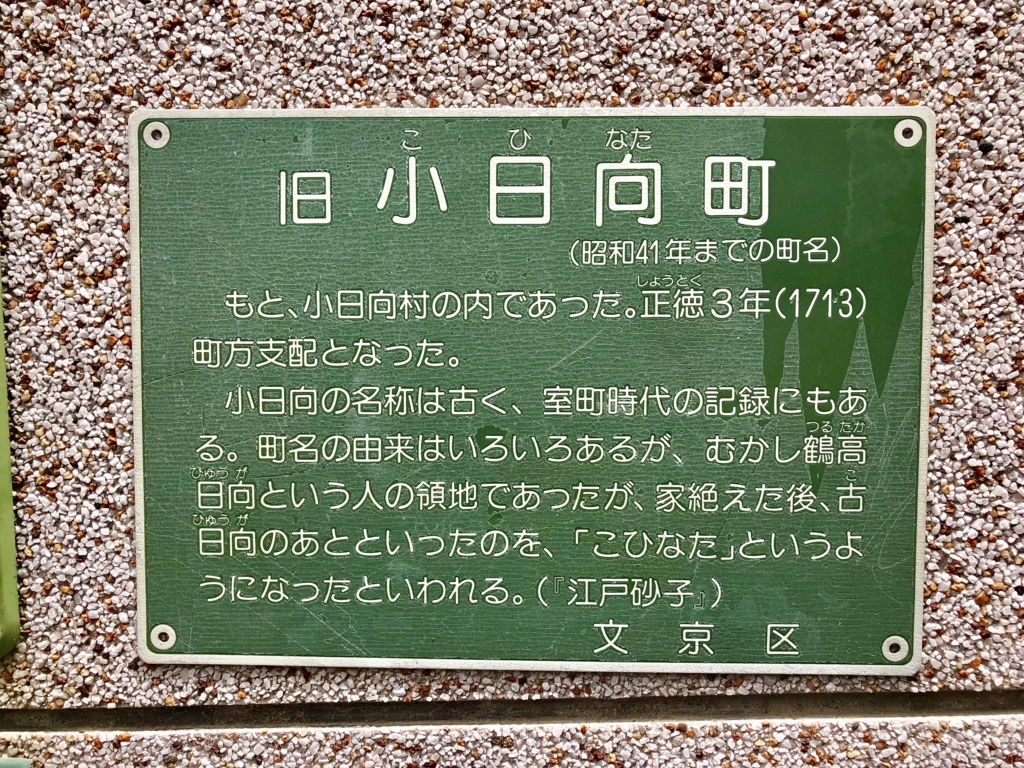 こ ひ なた
旧 小日向町
(昭和41年までの町名)
しょうとく
もと、小日向村の内であった。正徳3年(1713)
町方支配となった。
小日向の名称は古く、室町時代の記録にもあ
つる たか
る。町名の由来はいろいろあるが、むかし鶴高
ひゅう が こ
日向という人の領地であったが、家絶えた後、古
ひゅう が
日向のあとといったのを、「こひなた」というよ
うになったといわれる。(『江戸砂子』)
文 京 区